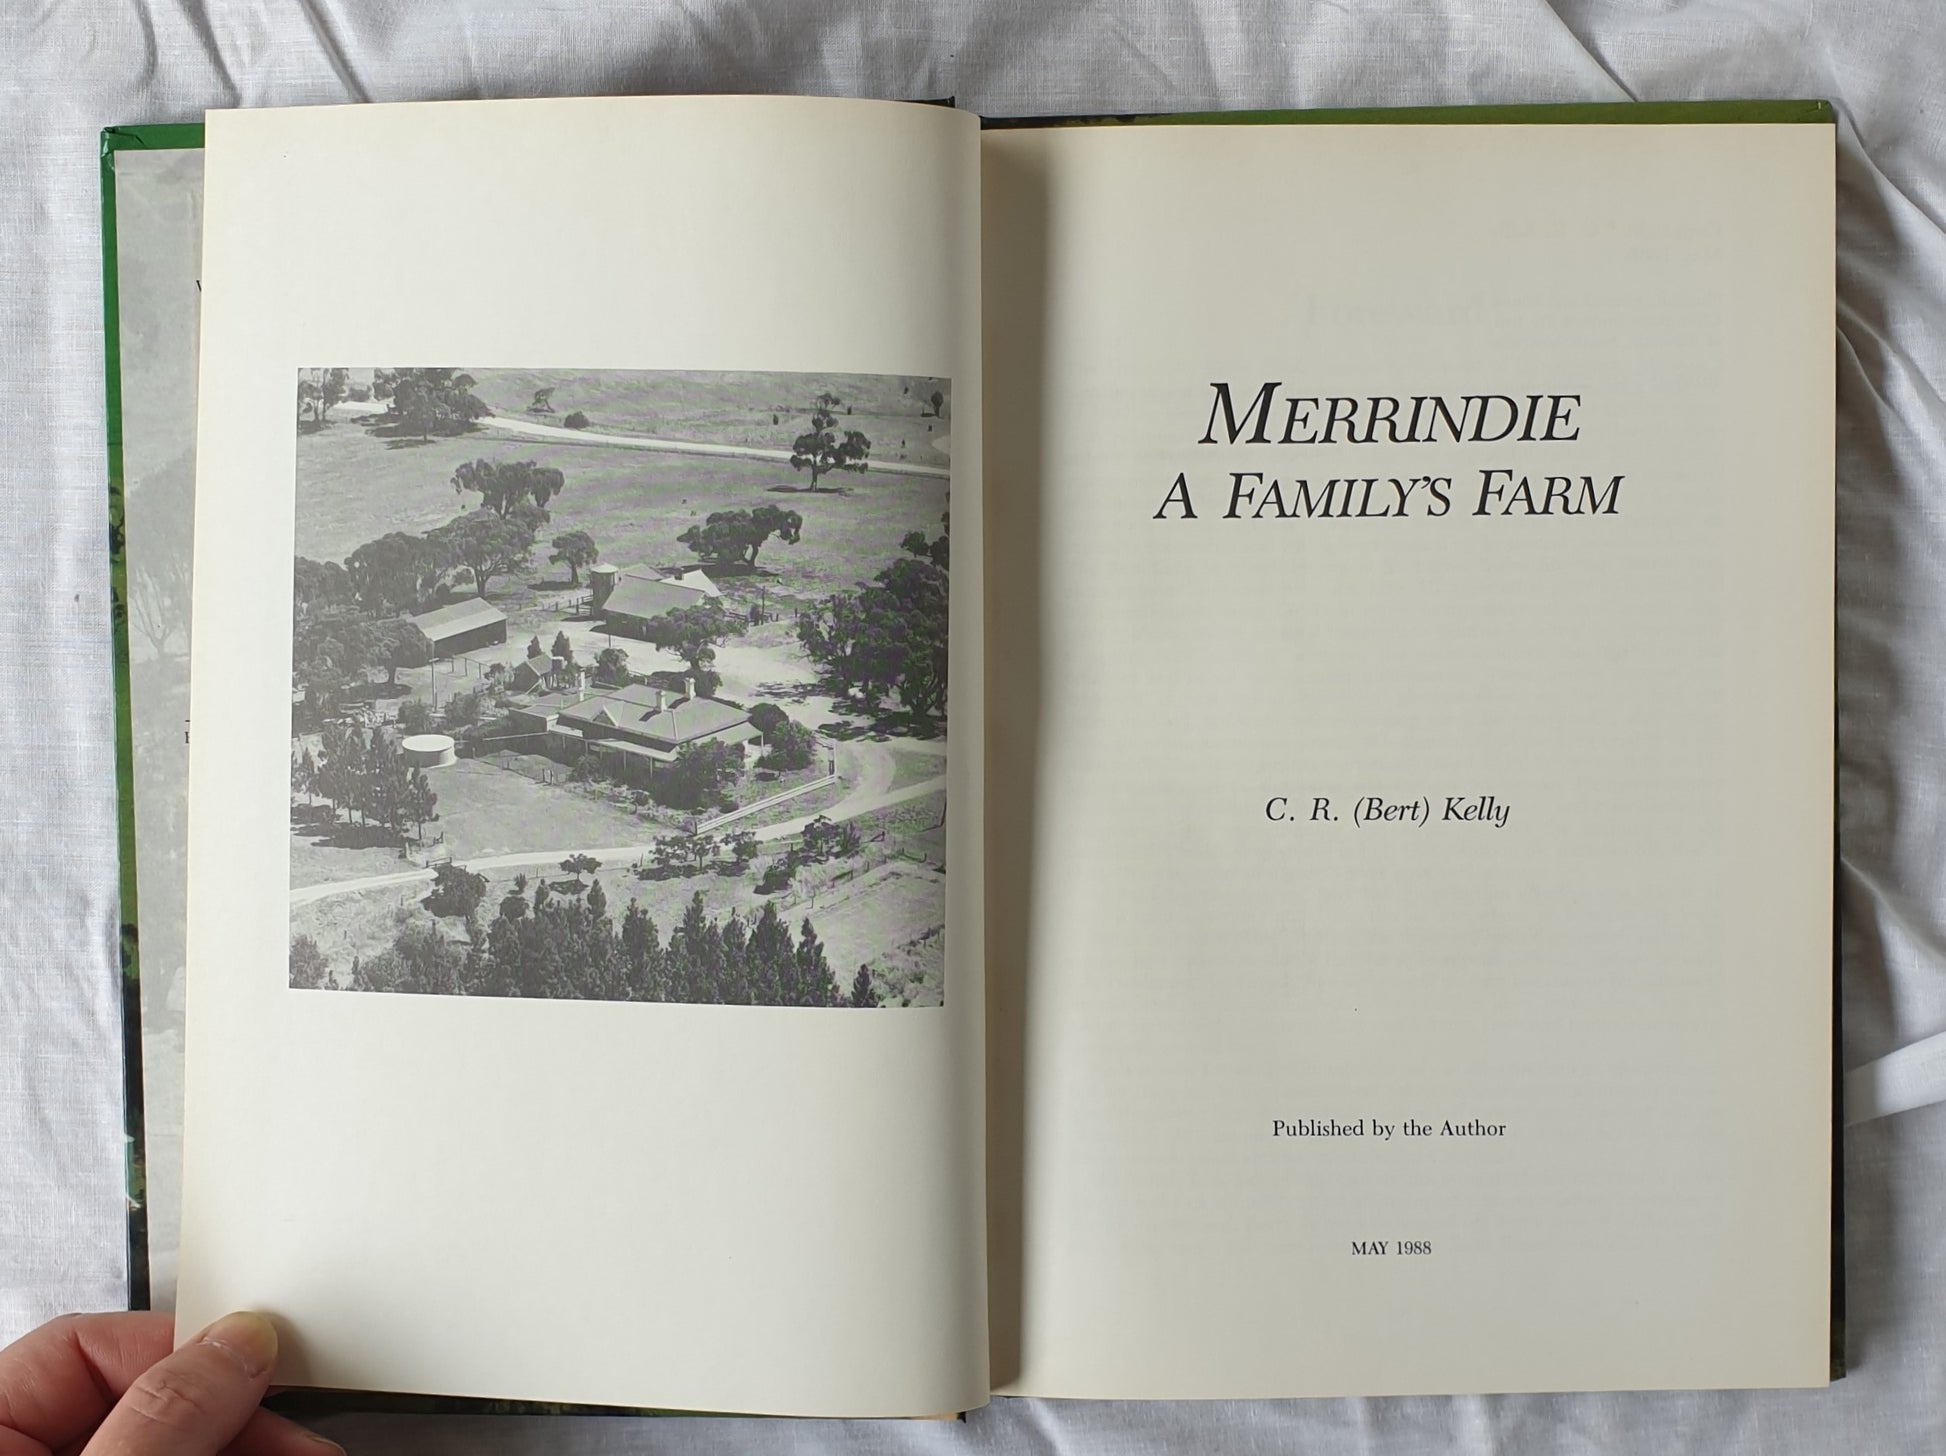 MERRINDIE
A FAMILY'S FARM
C. R. (Bert) Kelly
Published by the Author
MAY 1988